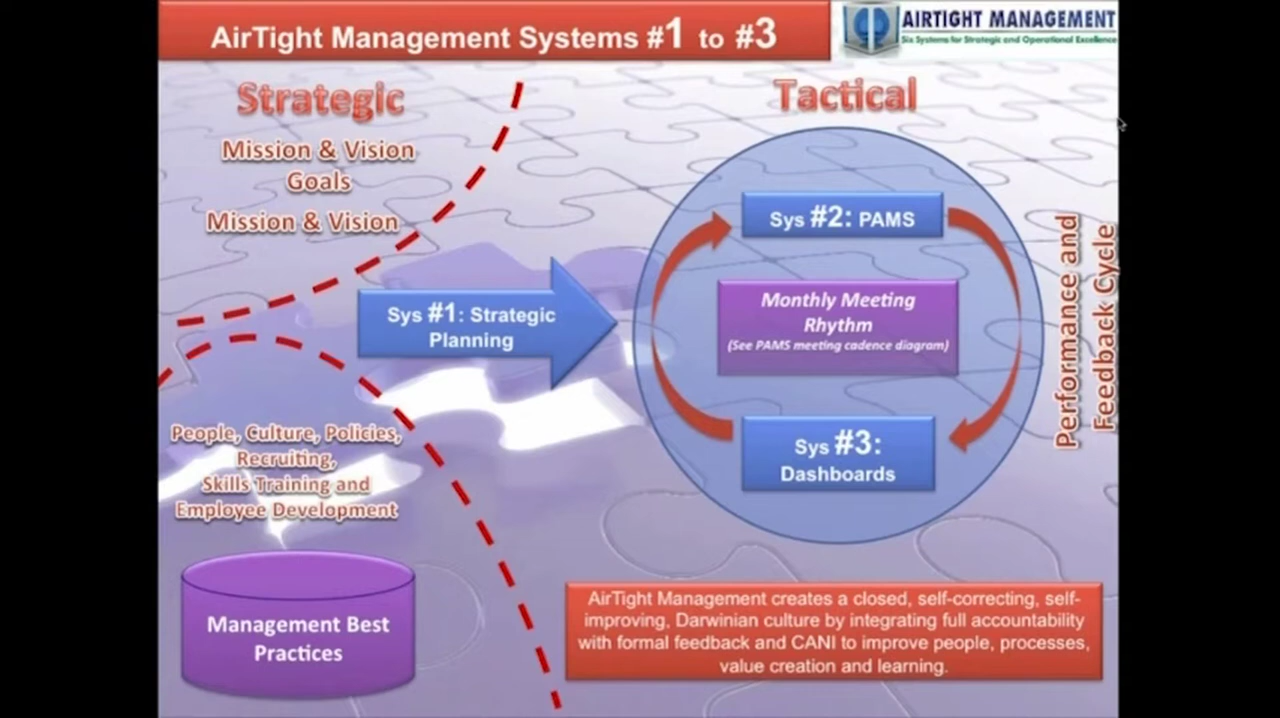 AirTight Management Systems #1 to #3
AIRTIGHT MANAGEMENT
Six Systems for Strategic and Operational Excellence
Strategic
Mission & Vision
Goals
Mission & Vision
Tactical
Sys #2: PAMS
Monthly Meeting
Rhythm
(See PAMS meeting cadence diagram)
Sys #1: Strategic
Planning
Sys #3:
Dashboards
Performance and
Feedback Cycle
People, Culture, Policies,
Recruiting,
Skills Training and
Employee Development
Management Best
Practices
AirTight Management creates a closed, self-correcting, self-
improving, Darwinian culture by integrating full accountability
with formal feedback and CANI to improve people, processes,
value creation and learning.